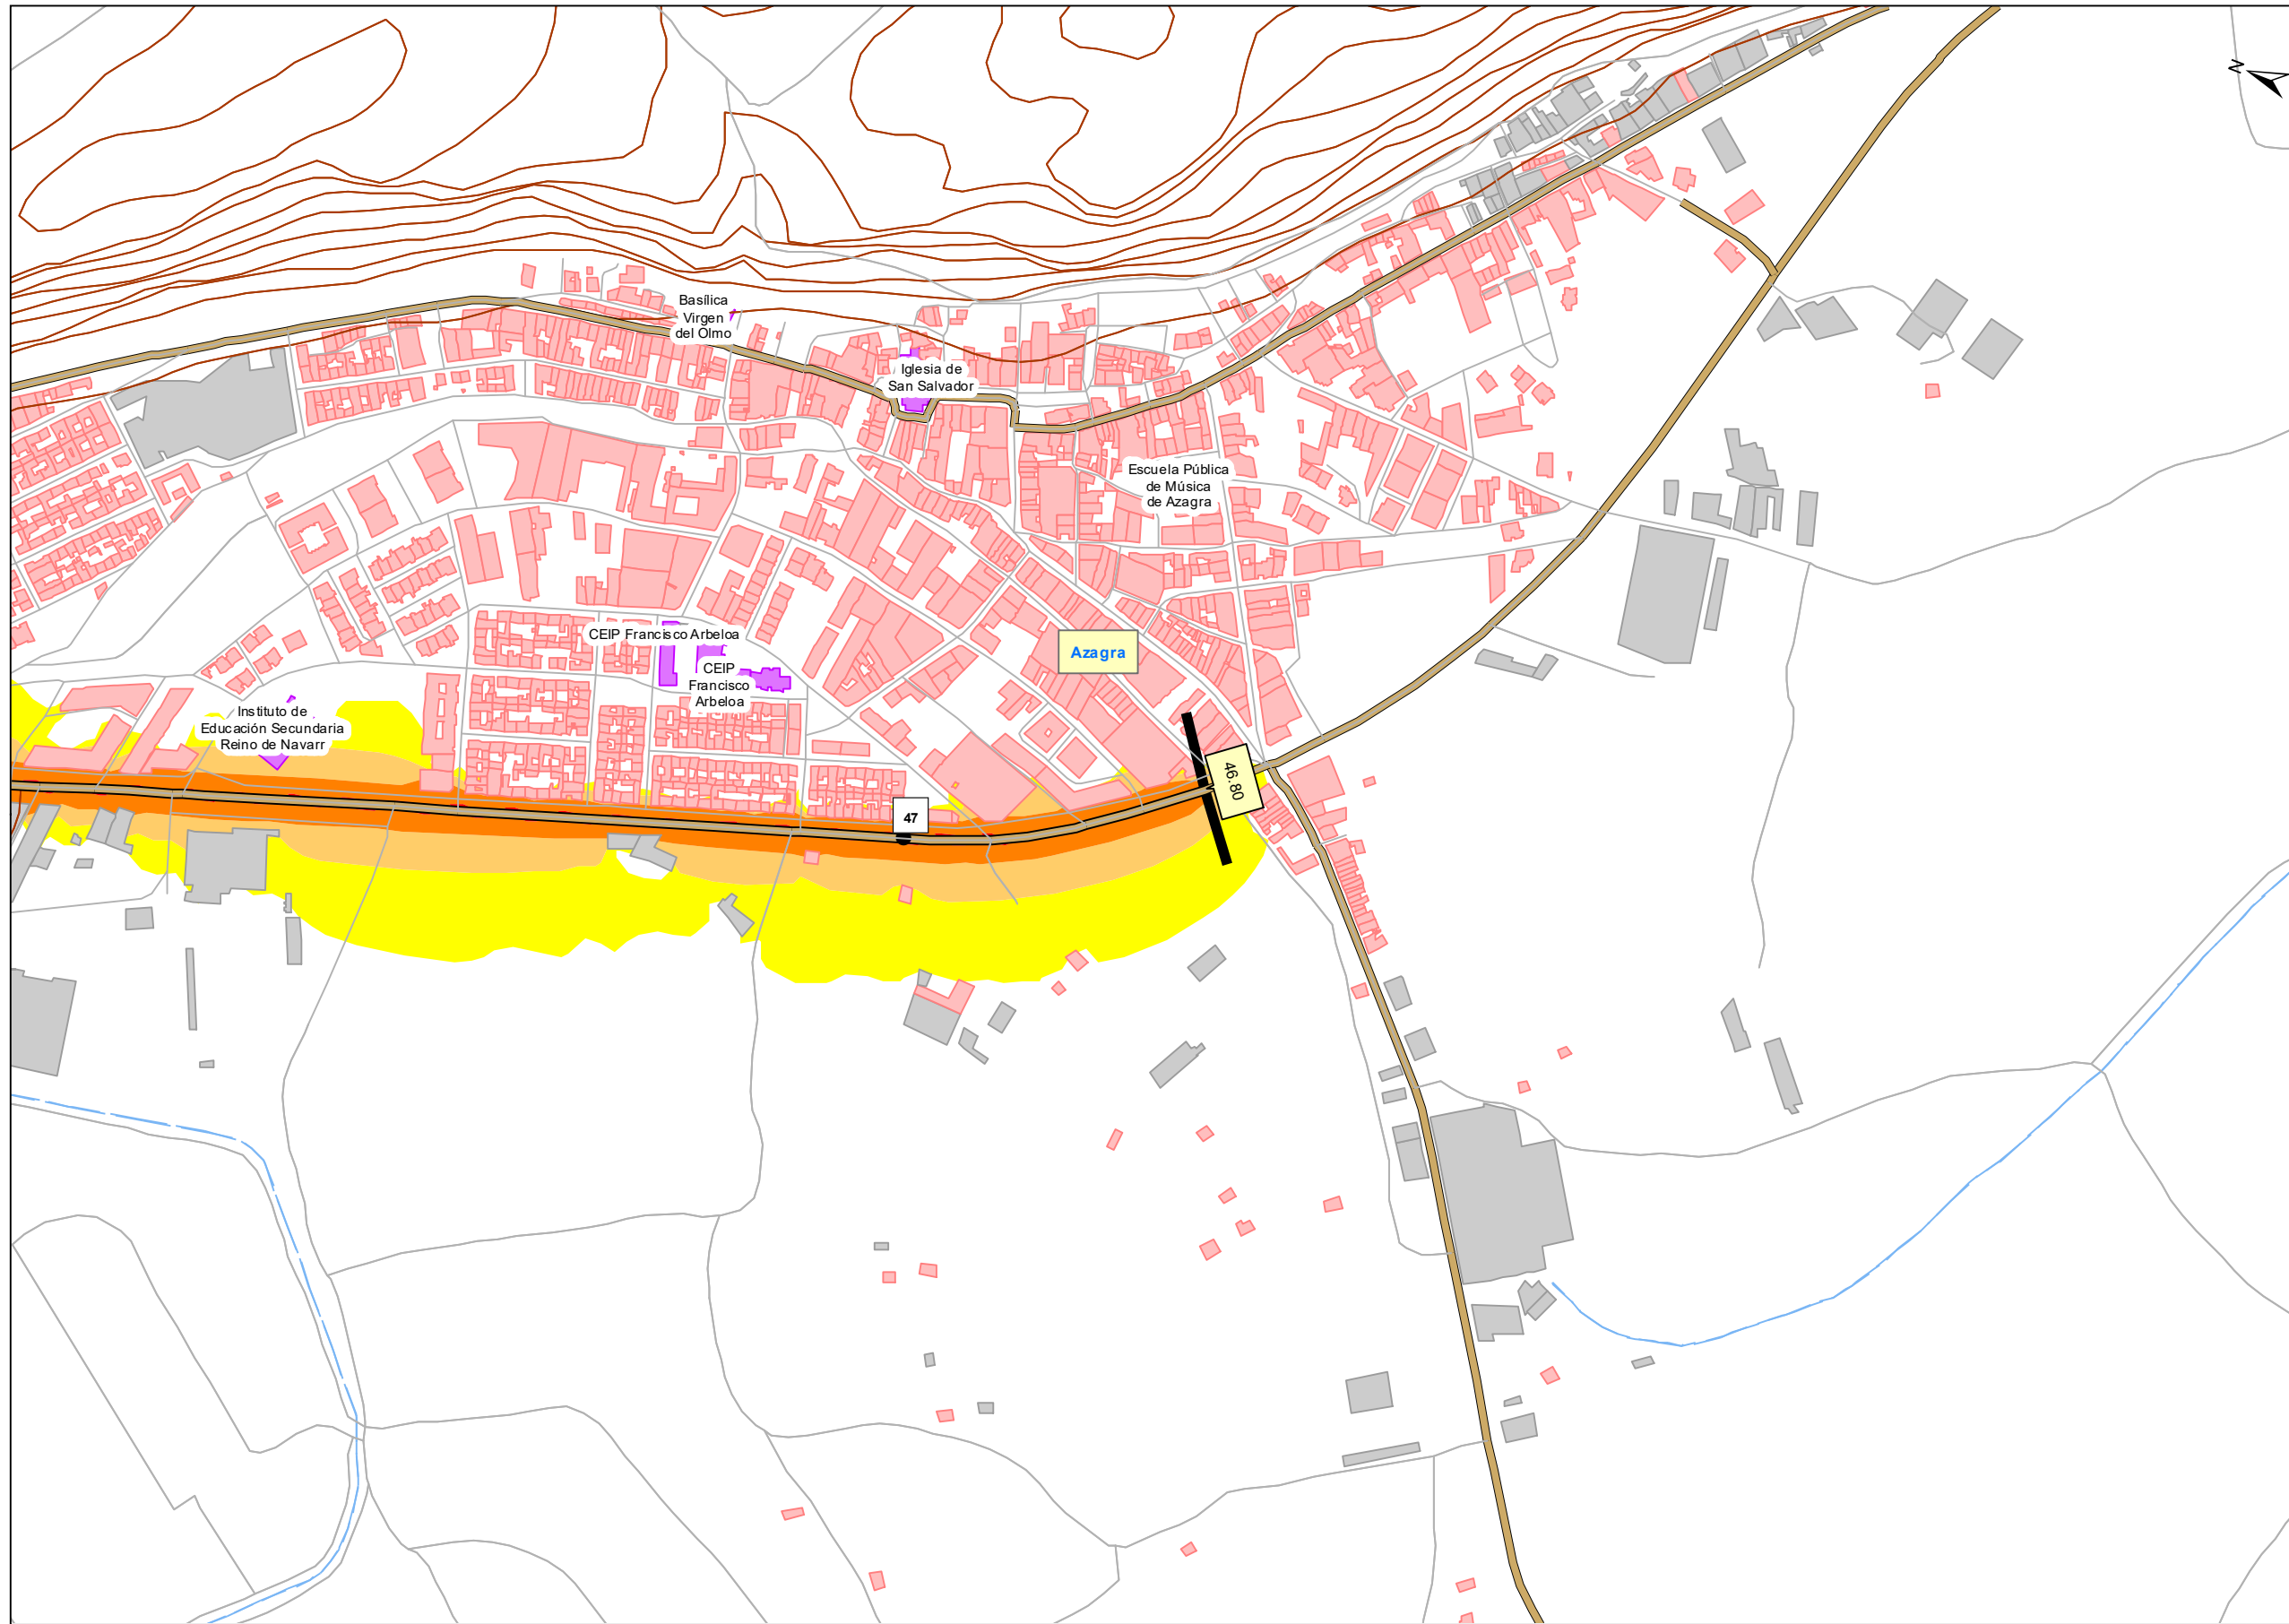 N
Basílica
Virgen
del Olmo
Iglesia de
San Salvador
Escuela Pública
de Música
de Azagra
CEIP Francisco Arbeloa
Azagra
CEIP
Francisco
Arbeloa
Instituto de
Educación Secundaria
Reino de Navarr
46.80
47